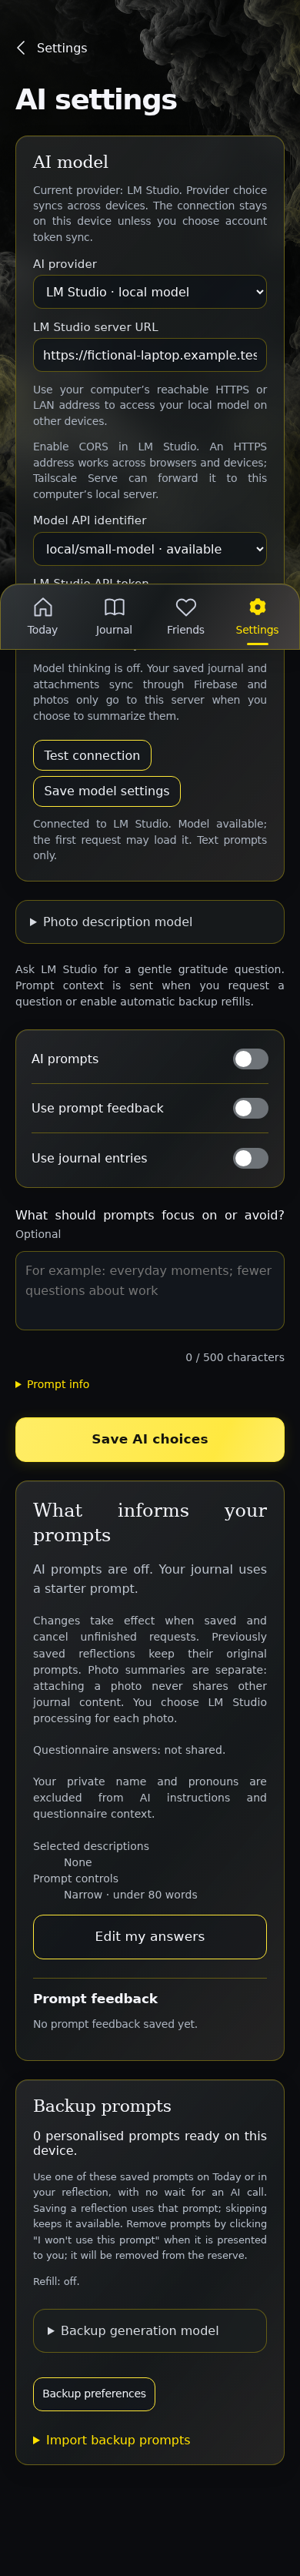 Settings
AI settings
AI model
Current provider: LM Studio. Provider choice
syncs across devices. The connection stays
on this device unless you choose account
token sync.
AI provider
LM Studio · local model
LM Studio server URL
https://fictional-laptop.example.tes
Use your computer's reachable HTTPS or
LAN address to access your local model on
other devices.
Enable CORS in LM Studio. An HTTPS
address works across browsers and devices;
Tailscale Serve can forward it to this
computer's local server.
Model API identifier
local/small-model · available
LM Studio API token
Today
Journal
Friends
Settings
Model thinking is off. Your saved journal and
attachments sync through Firebase and
photos only go to this server when you
choose to summarize them.
Test connection
Save model settings
Connected to LM Studio. Model available;
the first request may load it. Text prompts
only.
Photo description model
Ask LM Studio for a gentle gratitude question.
Prompt context is sent when you request a
question or enable automatic backup refills.
AI prompts
Use prompt feedback
Use journal entries
What should prompts focus on or avoid?
Optional
For example: everyday moments; fewer
questions about work
0 / 500 characters
Prompt info
Save AI choices
What informs your
prompts
AI prompts are off. Your journal uses
a starter prompt.
Changes take effect when saved and
cancel unfinished requests. Previously
saved reflections keep their original
prompts. Photo summaries are separate:
attaching a photo never shares other
journal content. You choose LM Studio
processing for each photo.
Questionnaire answers: not shared.
Your private name and pronouns are
excluded from AI instructions and
questionnaire context.
Selected descriptions
None
Prompt controls
Narrow · under 80 words
Edit my answers
Prompt feedback
No prompt feedback saved yet.
Backup prompts
0 personalised prompts ready on this
device.
Use one of these saved prompts on Today or in
your reflection, with no wait for an AI call.
Saving a reflection uses that prompt; skipping
keeps it available. Remove prompts by clicking
"I won't use this prompt" when it is presented
to you; it will be removed from the reserve.
Refill: off.
Backup generation model
Backup preferences
Import backup prompts